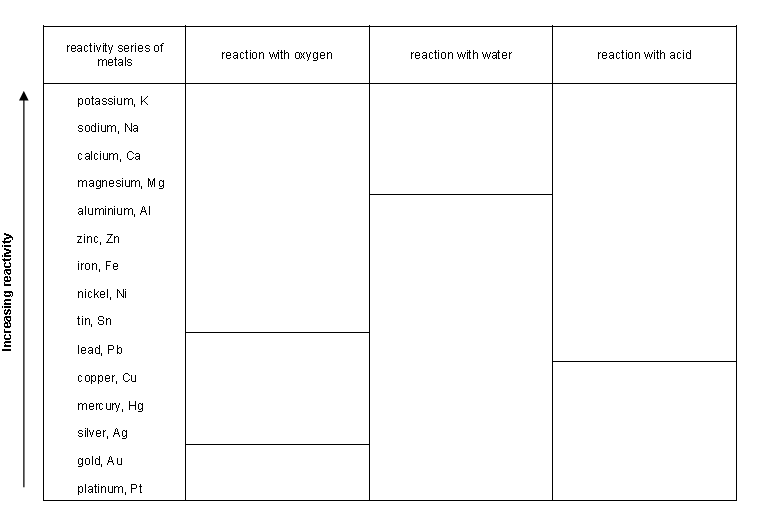 reactivity series of
metals
reaction with oxygen
reaction with water
reaction with acid
Increasing reactivity
potassium, K
sodium, Na
calcium, Ca
magnesium, Mg
aluminium, Al
zinc, Zn
iron, Fe
nickel, Ni
tin, Sn
lead, Pb
copper, Cu
mercury, Hg
silver, Ag
gold, Au
platinum, Pt